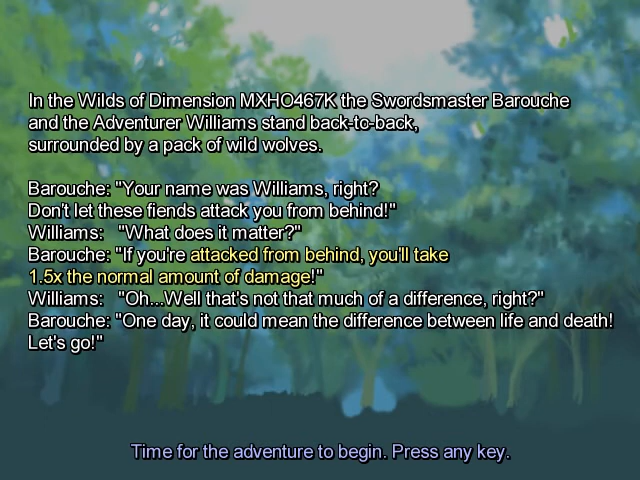 In the Wilds of Dimension MXHO467K the Swordsmaster Barouche
and the Adventurer Williams stand back-to-back,
surrounded by a pack of wild wolves.
Barouche: "Your name was Williams, right?
Don't let these fiends attack you from behind!"
Williams: "What does it matter?"
Barouche: "If you're attacked from behind, you'll take
1.5x the normal amount of damage!"
Williams: "Oh...Well that's not that much of a difference, right?"
Barouche: "One day, it could mean the difference between life and death!
Let's go!"
Time for the adventure to begin. Press any key.